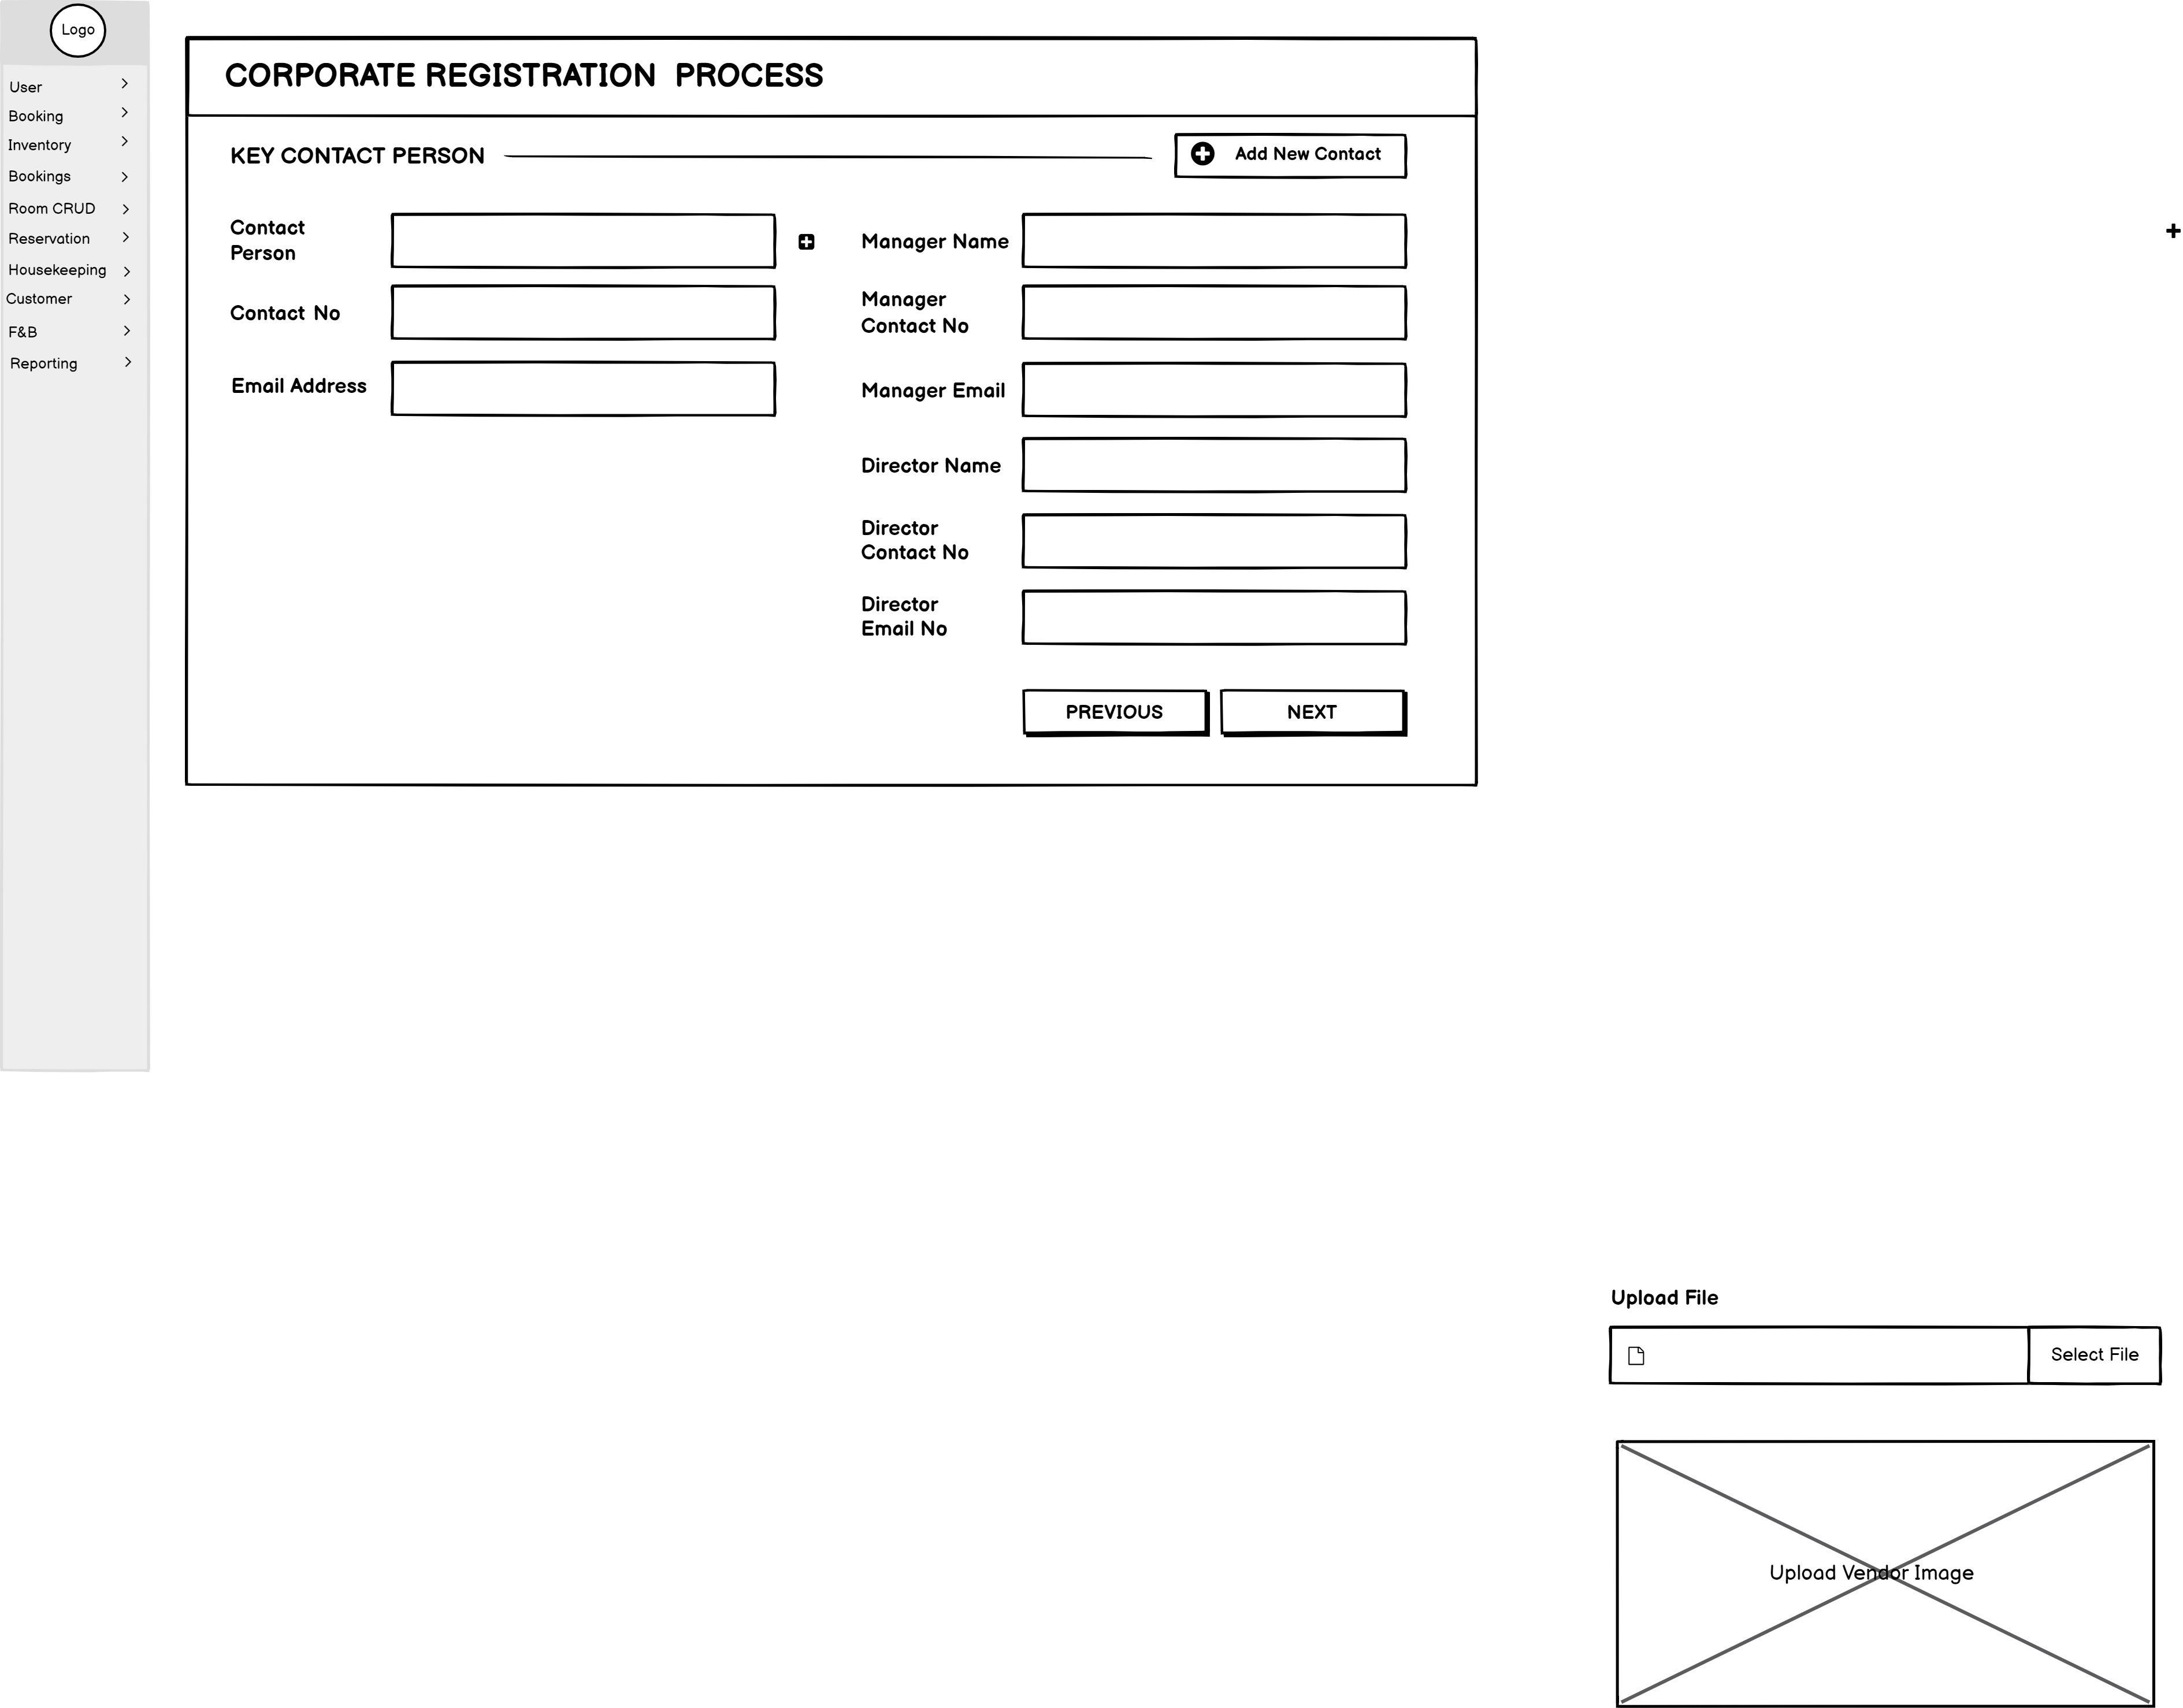 Logo
User
Booking
Inventory
Bookings
Room CRUD
Reservation
Housekeeping
Customer
F&B
Reporting
CORPORATE REGISTRATION PROCESS
KEY CONTACT PERSON
Add New Contact
Contact
Person
Contact No
Email Address
Manager Name
Manager
Contact No
Manager Email
Director Name
Director
Contact No
Director
Email No
PREVIOUS
NEXT
Upload File
Select File
Upload Vendor Image